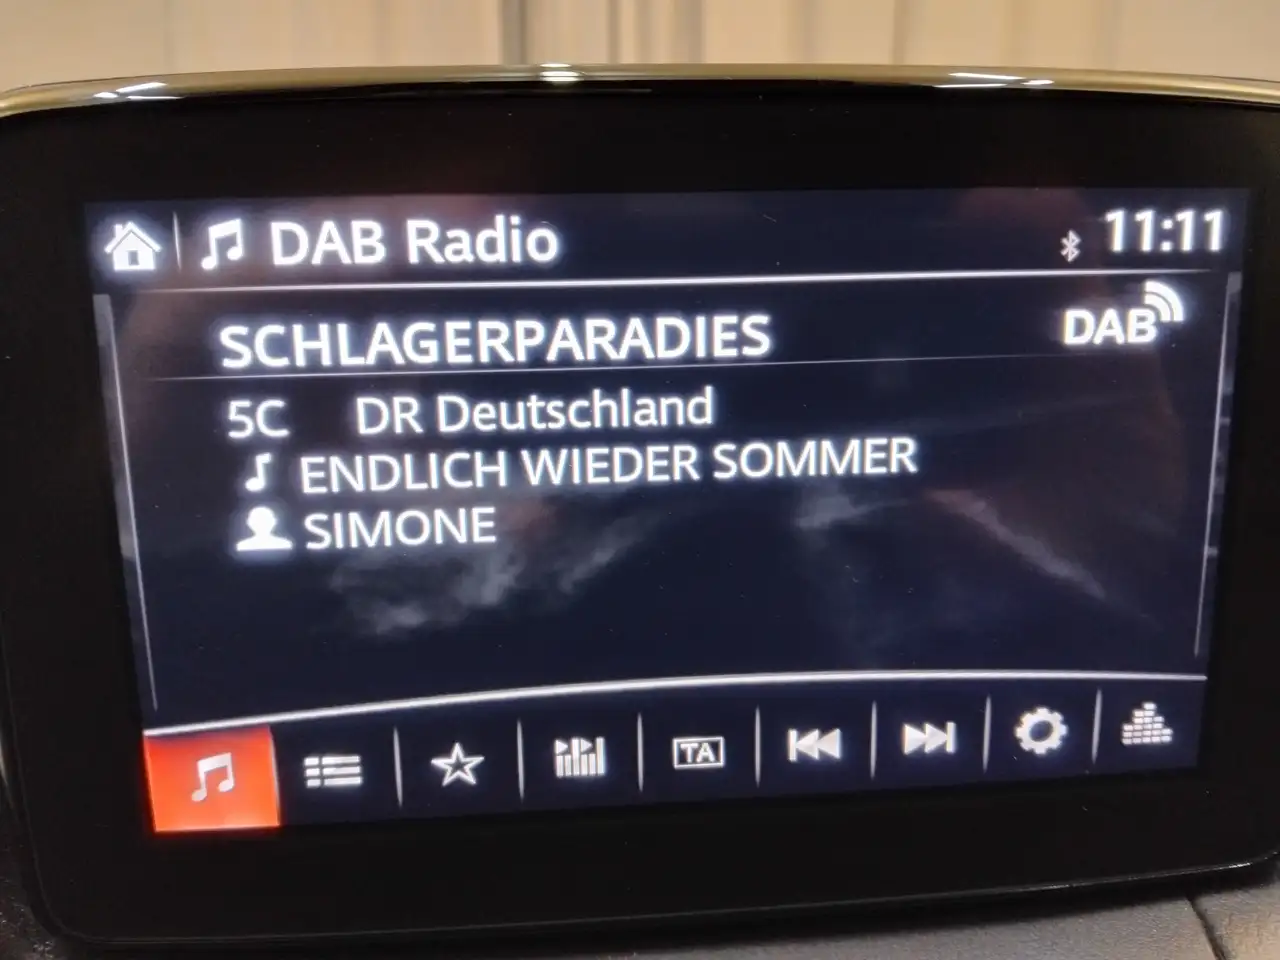 DAB Radio
11:11
SCHLAGERPARADIES
DAB
5C DR Deutschland
ENDLICH WIEDER SOMMER
SIMONE
TA